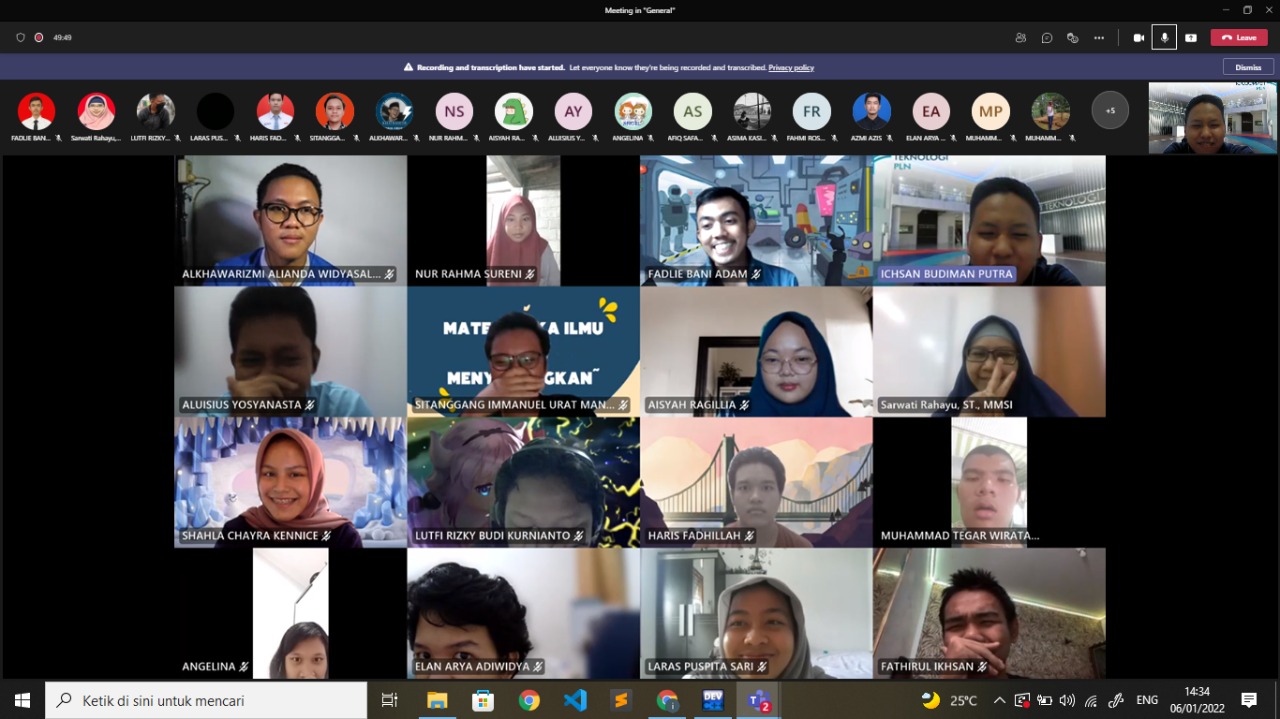 Meeting in "General"
49:49
Leave
Recording and transcription have started. Let everyone know they're being recorded and transcribed. Privacy policy
Dismiss
NS
AY
AS
FR
EA
MP
+5
FADLIE BAN...
Sarwati Rahayu,...
LUTFI RIZKY...
LARAS PUS...
HARIS FAD...
SITANGGA...
ALKHAWAR...
NUR RAHM...
AISYAH RA...
ALUISIUS Y...
ANGELINA
AFIQ SAFA...
ASIMA KASI...
FAHMI ROS...
AZMI AZIS
ELAN ARYA ...
MUHAMM...
MUHAMM...
TEKNOLOGI
PLN
TEKNOLOGI
ALKHAWARIZMI ALIANDA WIDYASAL...
NUR RAHMA SURENI
FADLIE BANI ADAM
ICHSAN BUDIMAN PUTRA
MATE KA ILMU
MENY GKAN
ALUISIUS YOSYANASTA
SITANGGANG IMMANUEL URAT MAN...
AISYAH RAGILLIA
Sarwati Rahayu, ST., MMSI
SHAHLA CHAYRA KENNICE
LUTFI RIZKY BUDI KURNIANTO
HARIS FADHILLAH
MUHAMMAD TEGAR WIRATA...
ANGELINA
ELAN ARYA ADIWIDYA
LARAS PUSPITA SARI
FATHIRUL IKHSAN
Ketik di sini untuk mencari
DEV
2
25°C
ENG
14:34
06/01/2022